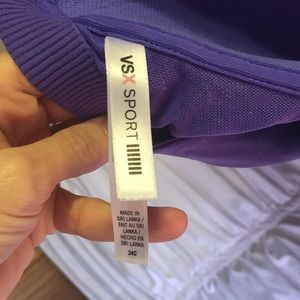 VSX SPORT
MADE IN
SRI LANKA /
FAIT AU SRI
LANKA /
HECHO EN
SRI LANKA
34C